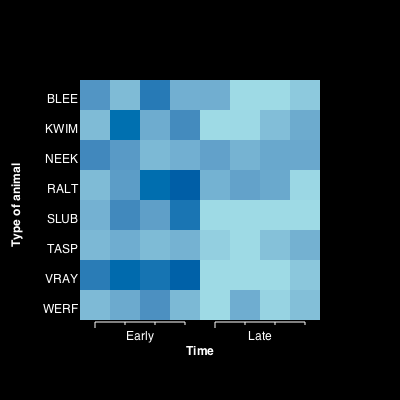 BLEE
KWIM
NEEK
RALT
SLUB
TASP
VRAY
WERF
Type of animal
Early Late
Time